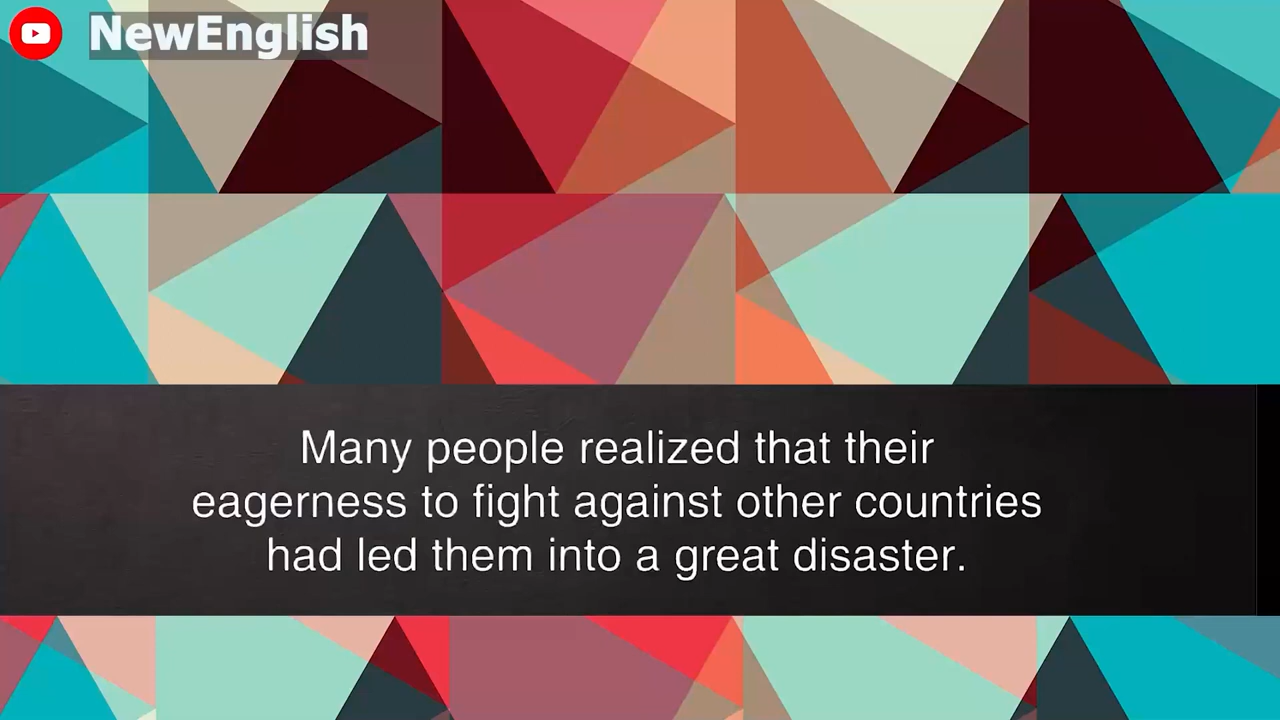 NewEnglish
Many people realized that their
eagerness to fight against other countries
had led them into a great disaster.